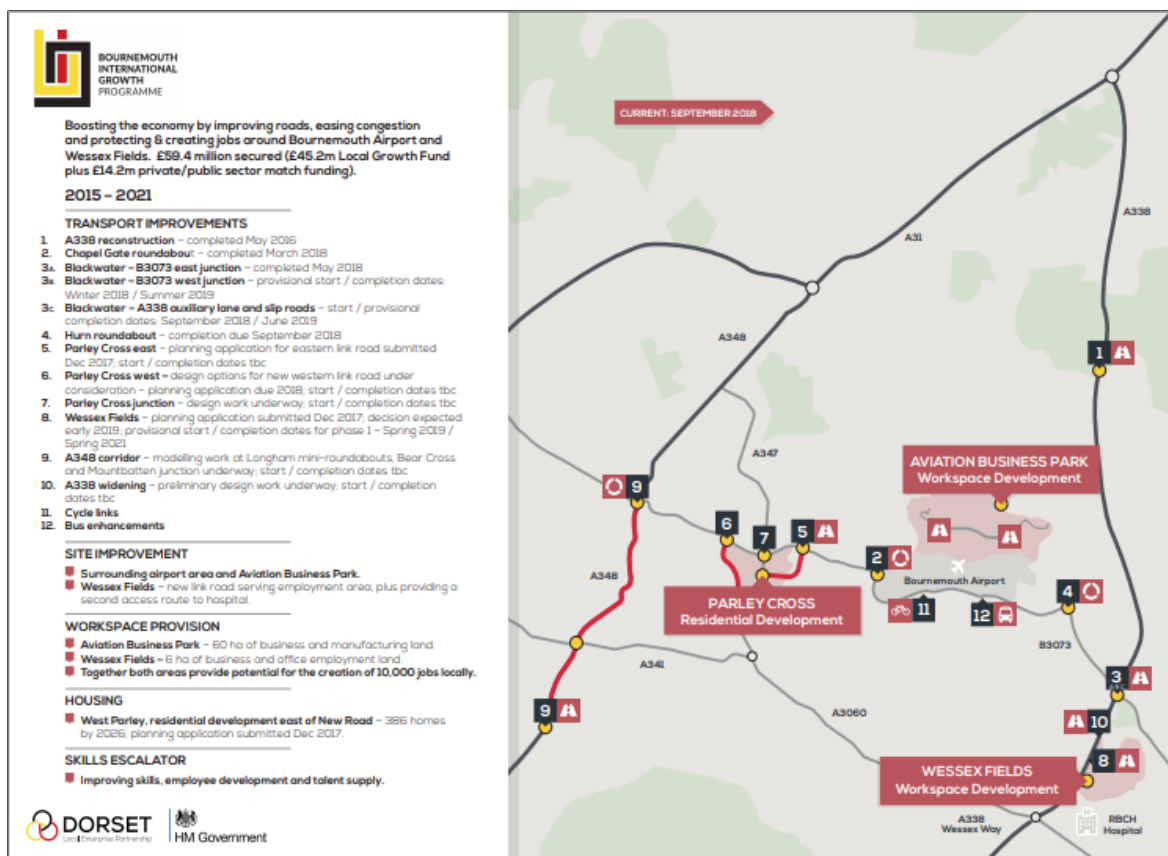 BOURNEMOUTH
INTERNATIONAL
GROWTH
PROGRAMME
Boosting the economy by improving roads, easing congestion
and protecting & creating jobs around Bournemouth Airport and
Wessex Fields. £59.4 million secured (£45.2m Local Growth Fund
plus £14.2m private/public sector match funding).
2015 – 2021
TRANSPORT IMPROVEMENTS
1. A338 reconstruction – completed May 2016
2. Chapel Gate roundabout – completed March 2018
3A. Blackwater – B3073 east junction – completed May 2018
3B. Blackwater – B3073 west junction – provisional start / completion dates:
Winter 2018 / Summer 2019
3C. Blackwater – A338 auxiliary lane and slip roads – start / provisional
completion dates: September 2018 / June 2019
4. Hurn roundabout – completion due September 2018
5. Parley Cross east – planning application for eastern link road submitted
Dec 2017; start / completion dates tbc
6. Parley Cross west – design options for new western link road under
consideration – planning application due 2018; start / completion dates tbc
7. Parley Cross junction – design work underway; start / completion dates tbc
8. Wessex Fields – planning application submitted Dec 2017; decision expected
early 2019; provisional start / completion dates for phase 1 – Spring 2019 /
Spring 2021
9. A348 corridor – modelling work at Longham mini-roundabouts, Bear Cross
and Mountbatten junction underway; start / completion dates tbc
10. A338 widening – preliminary design work underway; start / completion
dates tbc
11. Cycle links
12. Bus enhancements
SITE IMPROVEMENT
Surrounding airport area and Aviation Business Park.
Wessex Fields – new link road serving employment area, plus providing a
second access route to hospital.
WORKSPACE PROVISION
Aviation Business Park – 60 ha of business and manufacturing land.
Wessex Fields – 6 ha of business and office employment land.
Together both areas provide potential for the creation of 10,000 jobs locally.
HOUSING
West Parley, residential development east of New Road – 386 homes
by 2026; planning application submitted Dec 2017.
SKILLS ESCALATOR
Improving skills, employee development and talent supply.
DORSET
Local Enterprise Partnership
HM Government
CURRENT: SEPTEMBER 2018
A338
A31
A348
1
A347
AVIATION BUSINESS PARK
Workspace Development
9
6
7
5
2
Bournemouth Airport
A348
PARLEY CROSS
Residential Development
11
12
4
B3073
A341
3
A B C
9
A3060
10
WESSEX FIELDS
Workspace Development
8
A338
Wessex Way
RBCH
Hospital